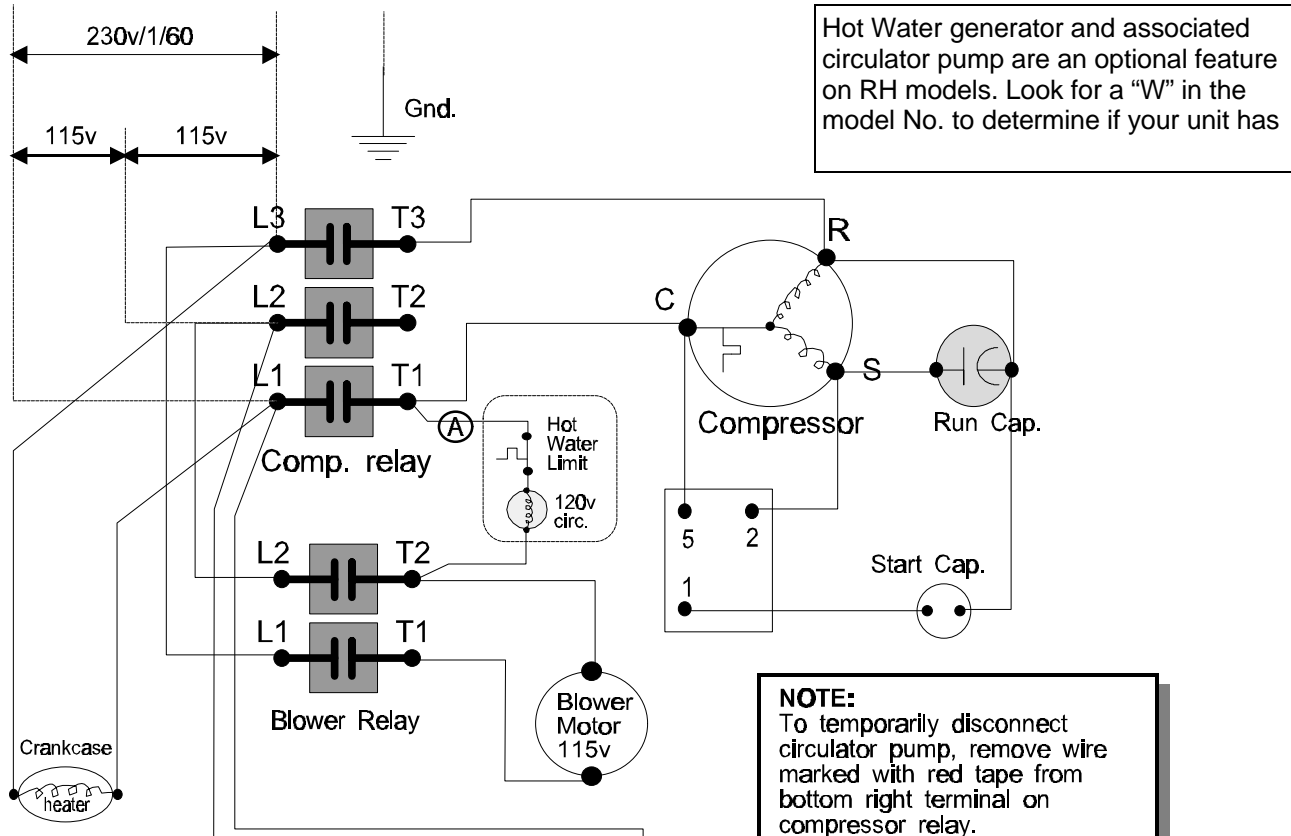 230v/1/60
115v
115v
Gnd.
Hot Water generator and associated
circulator pump are an optional feature
on RH models. Look for a “W” in the
model No. to determine if your unit has
L3
T3
L2
T2
L1
T1
Comp. relay
A
Hot
Water
Limit
120v
circ.
R
C
S
Compressor
Run Cap.
5
2
1
Start Cap.
L2
T2
L1
T1
Blower Relay
Blower
Motor
115v
Crankcase
heater
NOTE:
To temporarily disconnect
circulator pump, remove wire
marked with red tape from
bottom right terminal on
compressor relay.